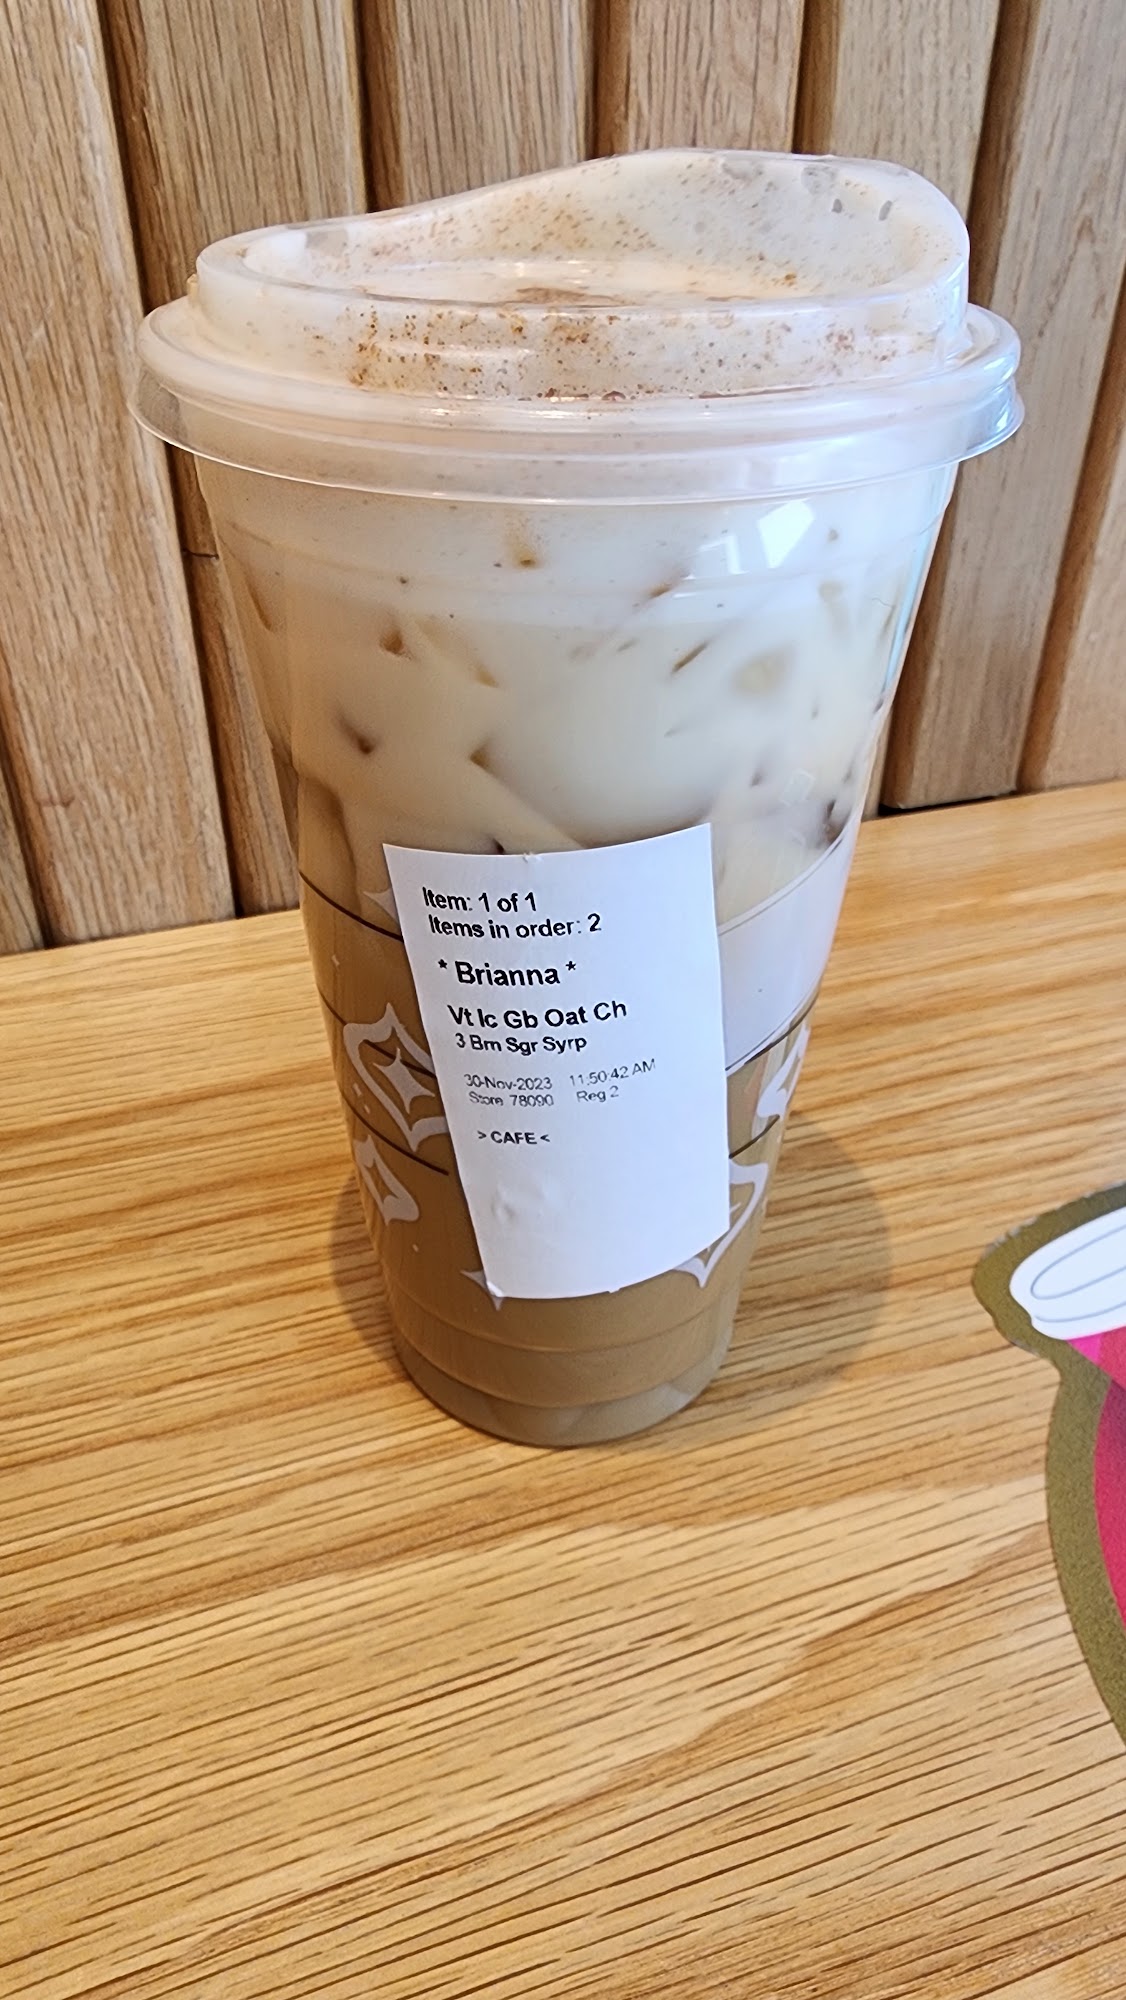 Item: 1 of 1
Items in order: 2
* Brianna *
Vt Ic Gb Oat Ch
3 Brn Sgr Syrp
30-Nov-2023 11:50:42 AM
Store 78090 Reg 2
> CAFE <